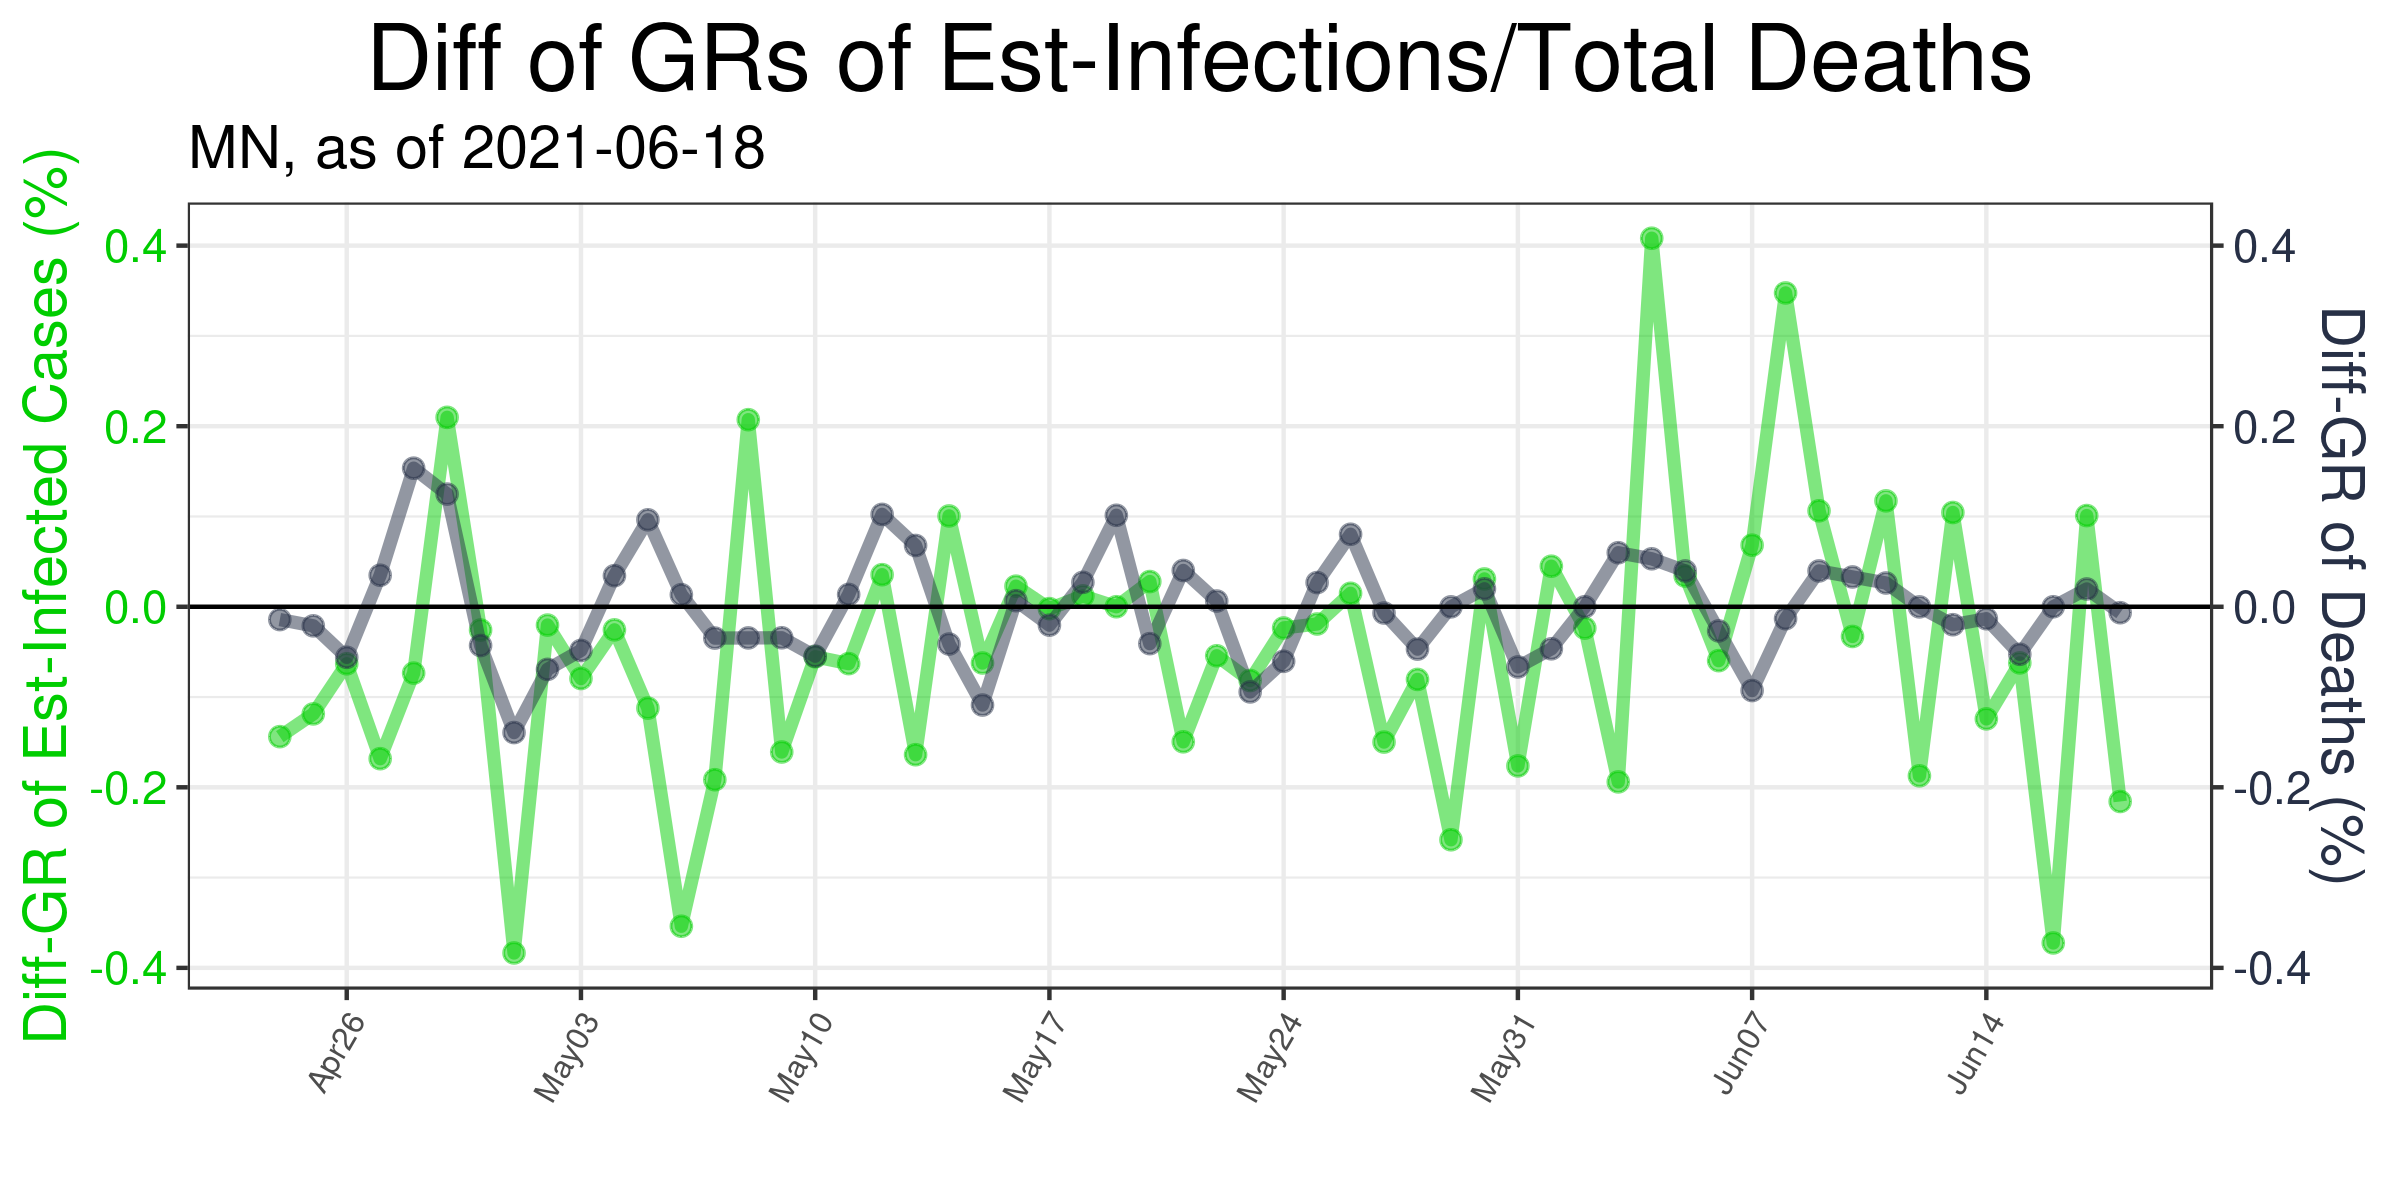 Diff of GRs of Est-Infections/Total Deaths
MN, as of 2021-06-18
Diff-GR of Est-Infected Cases (%)
0.4
0.2
0.0
-0.2
-0.4
0.4
0.2
0.0
-0.2
-0.4
Diff-GR of Deaths (%)
Apr26
May03
May10
May17
May24
May31
Jun07
Jun14